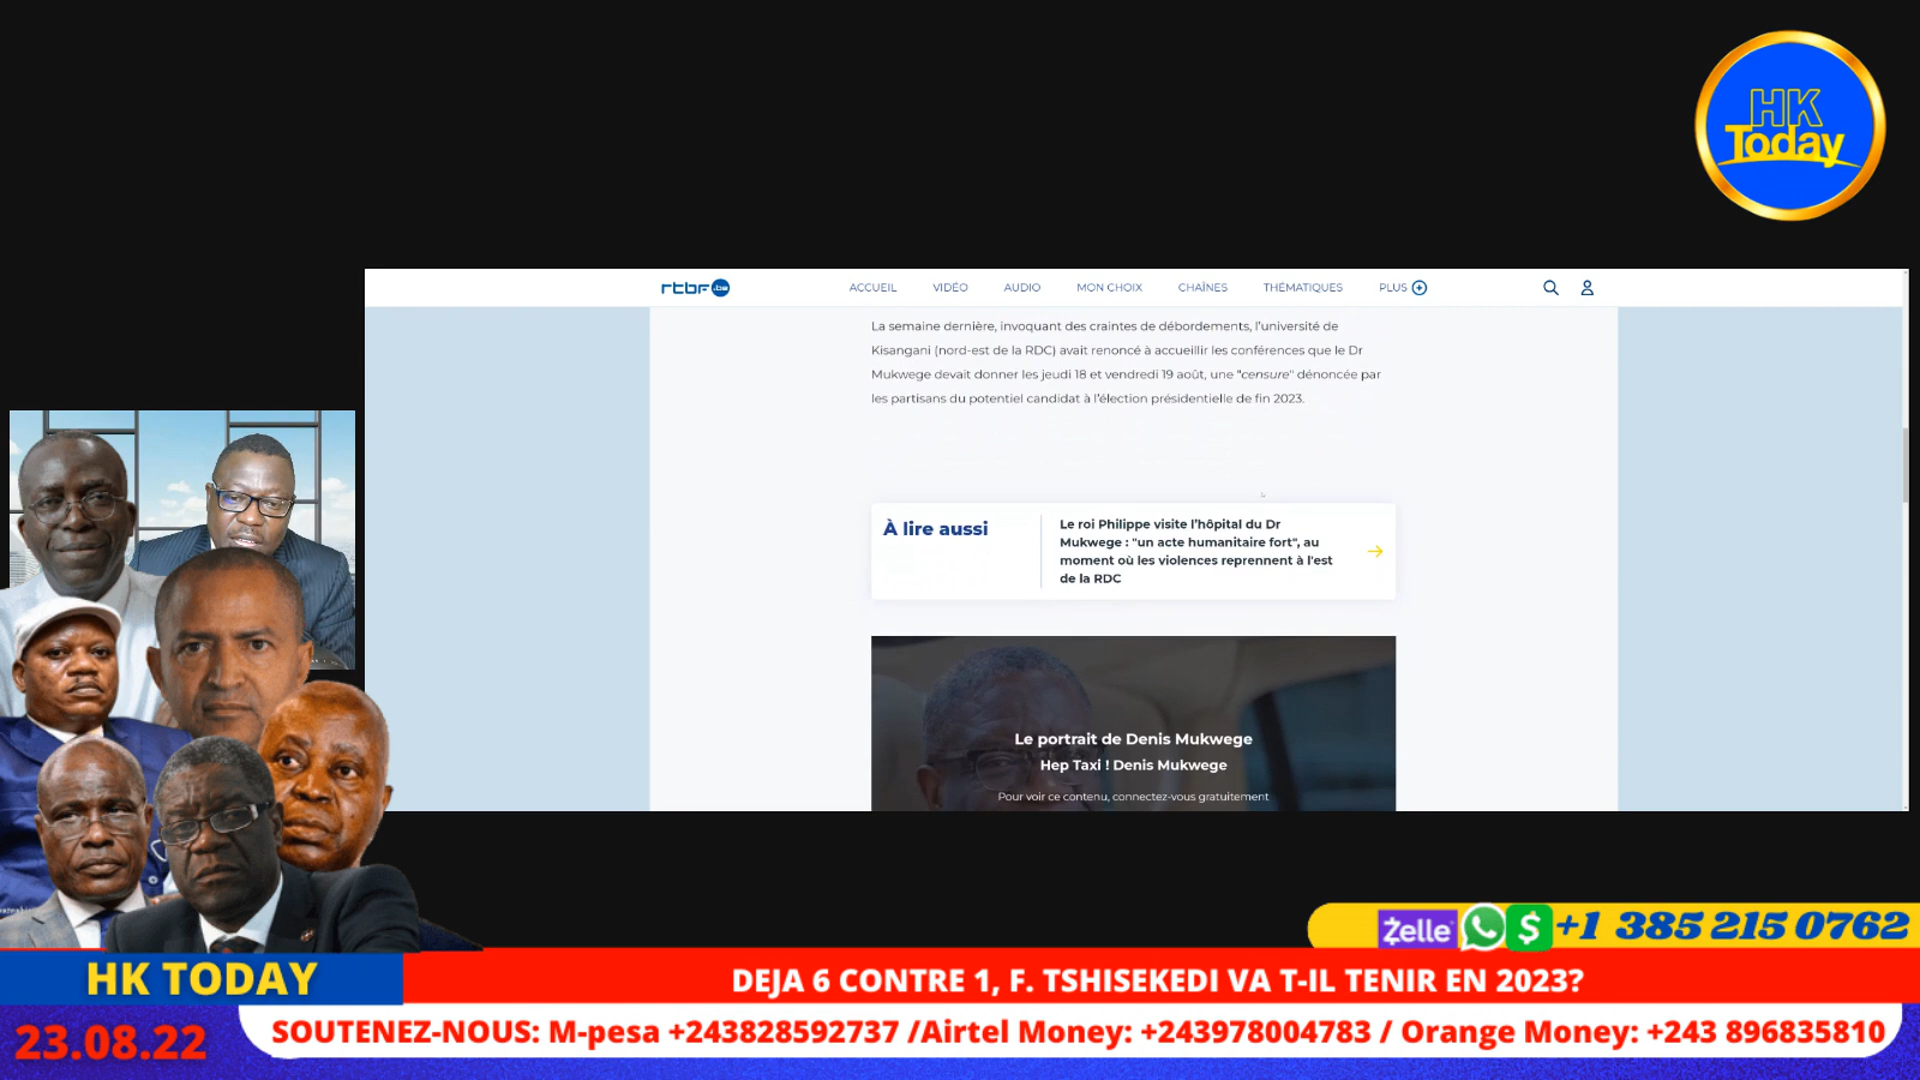 HK
Today
rtbf.be
ACCUEIL VIDÉO AUDIO MON CHOIX CHAÎNES THÉMATIQUES PLUS
La semaine dernière, invoquant des craintes de débordements, l'université de
Kisangani (nord-est de la RDC) avait renoncé à accueillir les conférences que le Dr
Mukwege devait donner les jeudi 18 et vendredi 19 août, une "censure" dénoncée par
les partisans du potentiel candidat à l'élection présidentielle de fin 2023.
À lire aussi
Le roi Philippe visite l'hôpital du Dr
Mukwege : "un acte humanitaire fort", au
moment où les violences reprennent à l'est
de la RDC
Le portrait de Denis Mukwege
Hep Taxi ! Denis Mukwege
Pour voir ce contenu, connectez-vous gratuitement
Zelle $ +1 385 215 0762
HK TODAY
DEJA 6 CONTRE 1, F. TSHISEKEDI VA T-IL TENIR EN 2023?
23.08.22
SOUTENEZ-NOUS: M-pesa +243828592737 /Airtel Money: +243978004783 / Orange Money: +243 896835810